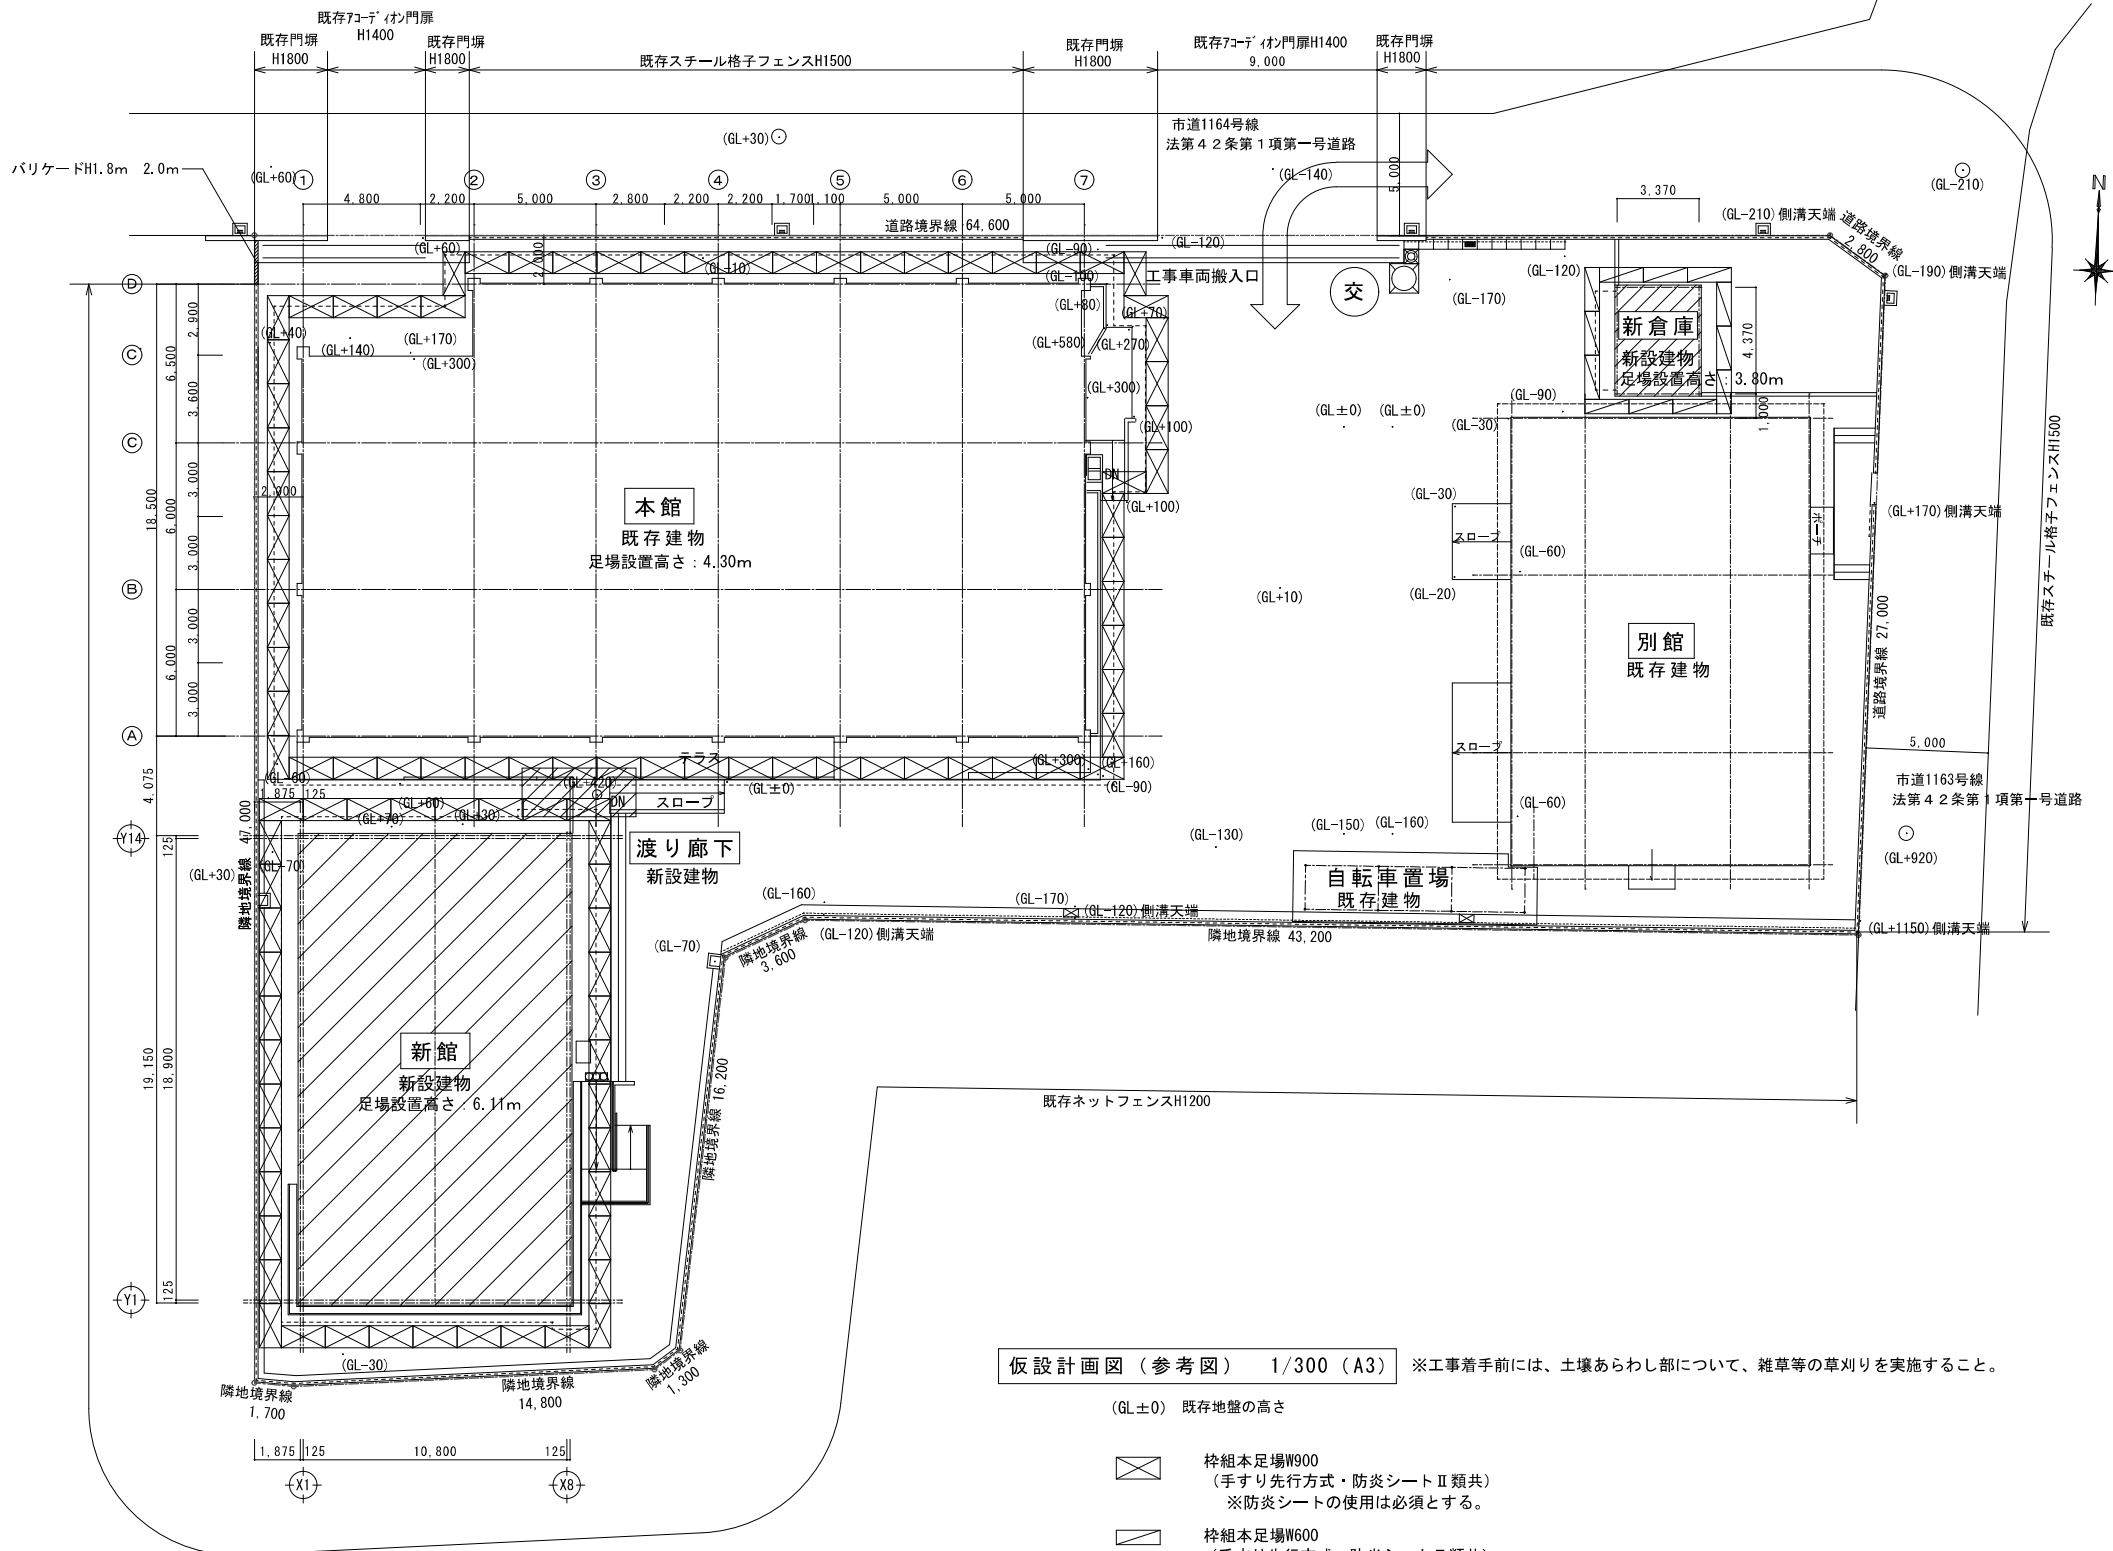 既存ｱｺｰﾃﾞｨｵﾝ門扉
H1400
既存門塀
H1800
既存門塀
H1800
既存スチール格子フェンスH1500
既存門塀
H1800
既存ｱｺｰﾃﾞｨｵﾝ門扉H1400
9,000
既存門塀
H1800
市道1164号線
法第４２条第１項第一号道路
(GL+30)
(GL-140)
5,000
(GL-210)
N
バリケードH1.8m　2.0m
(GL+60)
① ② ③ ④ ⑤ ⑥ ⑦
4,800 2,200 5,000 2,800 2,200 2,200 1,700 1,100 5,000 5,000
道路境界線 64,600
3,370
(GL-210)側溝天端
道路境界線
2,800
(GL-190)側溝天端
(GL+60)
2,000
(GL-10)
(GL-90)
(GL-120)
(GL-100)
工事車両搬入口
交
(GL-120)
(GL-170)
Ⓓ
2,900
(GL+80)
(GL+70)
(GL+40)
(GL+140)
(GL+170)
(GL+300)
(GL+580)
(GL+270)
新倉庫
新設建物
足場設置高さ：3.80m
4,370
1,000
Ⓒ
6,500
3,600
(GL+300)
(GL±0)
(GL±0)
(GL-90)
(GL-30)
(GL+100)
既存スチール格子フェンスH1500
Ⓒ
3,000
DN
2,000
18,500
6,000
3,000
本館
既存建物
足場設置高さ：4.30m
(GL+100)
(GL-30)
スロープ
(GL-60)
ポーチ
(GL+170)側溝天端
Ⓑ
(GL+10)
(GL-20)
3,000
6,000
3,000
別館
既存建物
道路境界線 27,000
Ⓐ
スロープ
5,000
テラス
(GL+300)
(GL+160)
(GL-90)
4,075
(GL-60)
1,875 125
(GL+420)
DN
スロープ
(GL±0)
(GL+60)
(GL+70)
(GL+30)
市道1163号線
法第４２条第１項第一号道路
(GL-60)
(GL-130)
(GL-150)
(GL-160)
(GL+920)
Y14
125
隣地境界線 47,000
(GL+30)
(GL-70)
渡り廊下
新設建物
自転車置場
既存建物
(GL-160)
(GL-170)
(GL-120)側溝天端
(GL-120)側溝天端
隣地境界線 43,200
(GL+1150)側溝天端
(GL-70)
隣地境界線
3,600
19,150
18,900
新館
新設建物
足場設置高さ：6.11m
隣地境界線 16,200
既存ネットフェンスH1200
Y1
125
(GL-30)
隣地境界線
1,700
隣地境界線
14,800
隣地境界線
1,300
1,875 125 10,800 125
X1 X8
仮設計画図（参考図）　1/300（A3）
※工事着手前には、土壌あらわし部について、雑草等の草刈りを実施すること。
(GL±0)　既存地盤の高さ
枠組本足場W900
（手すり先行方式・防炎シートⅡ類共）
※防炎シートの使用は必須とする。
枠組本足場W600